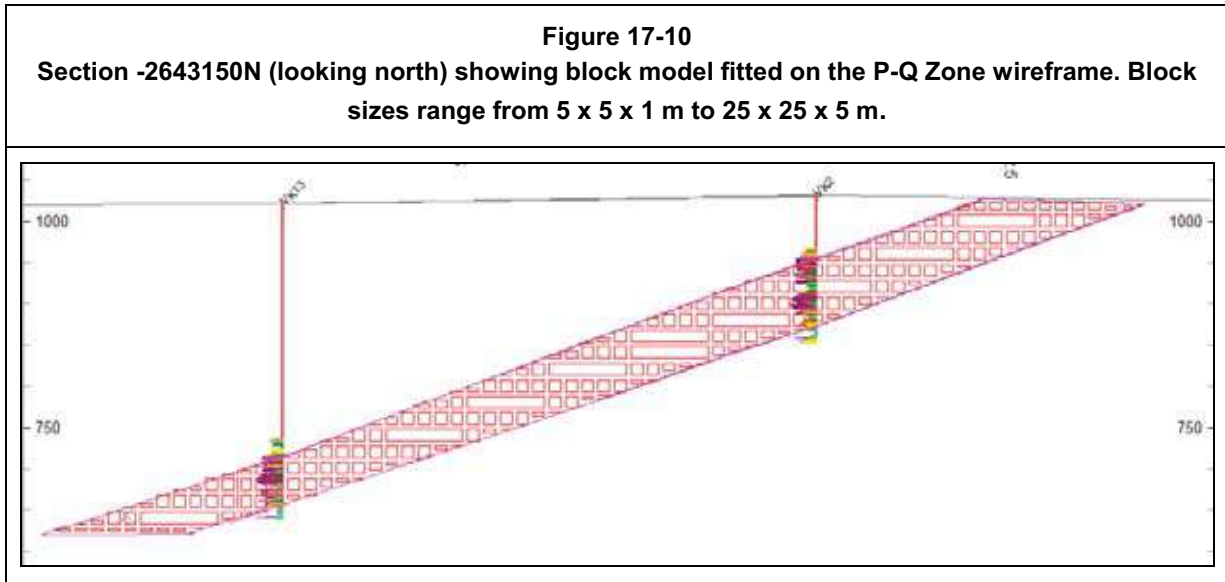 Figure 17-10
Section -2643150N (looking north) showing block model fitted on the P-Q Zone wireframe. Block
sizes range from 5 x 5 x 1 m to 25 x 25 x 5 m.
1000
1000
750
750